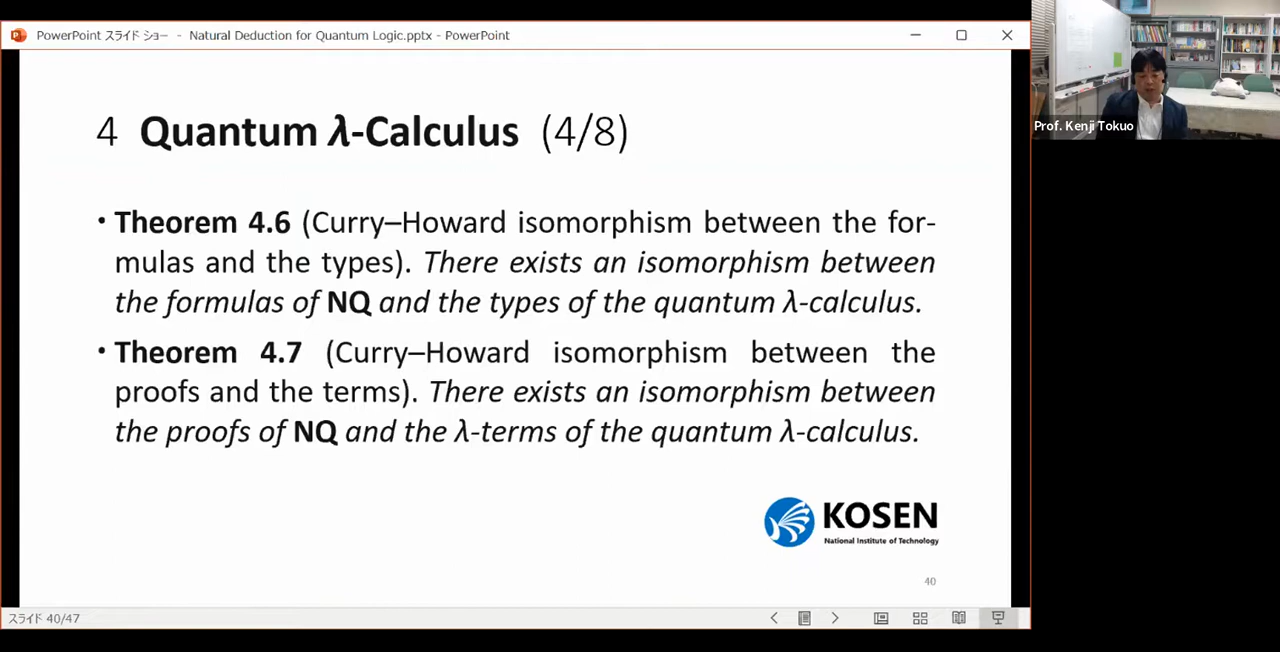 PowerPoint スライド ショー - Natural Deduction for Quantum Logic.pptx - PowerPoint
Prof. Kenji Tokuo
4 Quantum λ-Calculus (4/8)
• Theorem 4.6 (Curry–Howard isomorphism between the for-
mulas and the types). There exists an isomorphism between
the formulas of NQ and the types of the quantum λ-calculus.
• Theorem 4.7 (Curry–Howard isomorphism between the
proofs and the terms). There exists an isomorphism between
the proofs of NQ and the λ-terms of the quantum λ-calculus.
KOSEN
National Institute of Technology
40
スライド 40/47